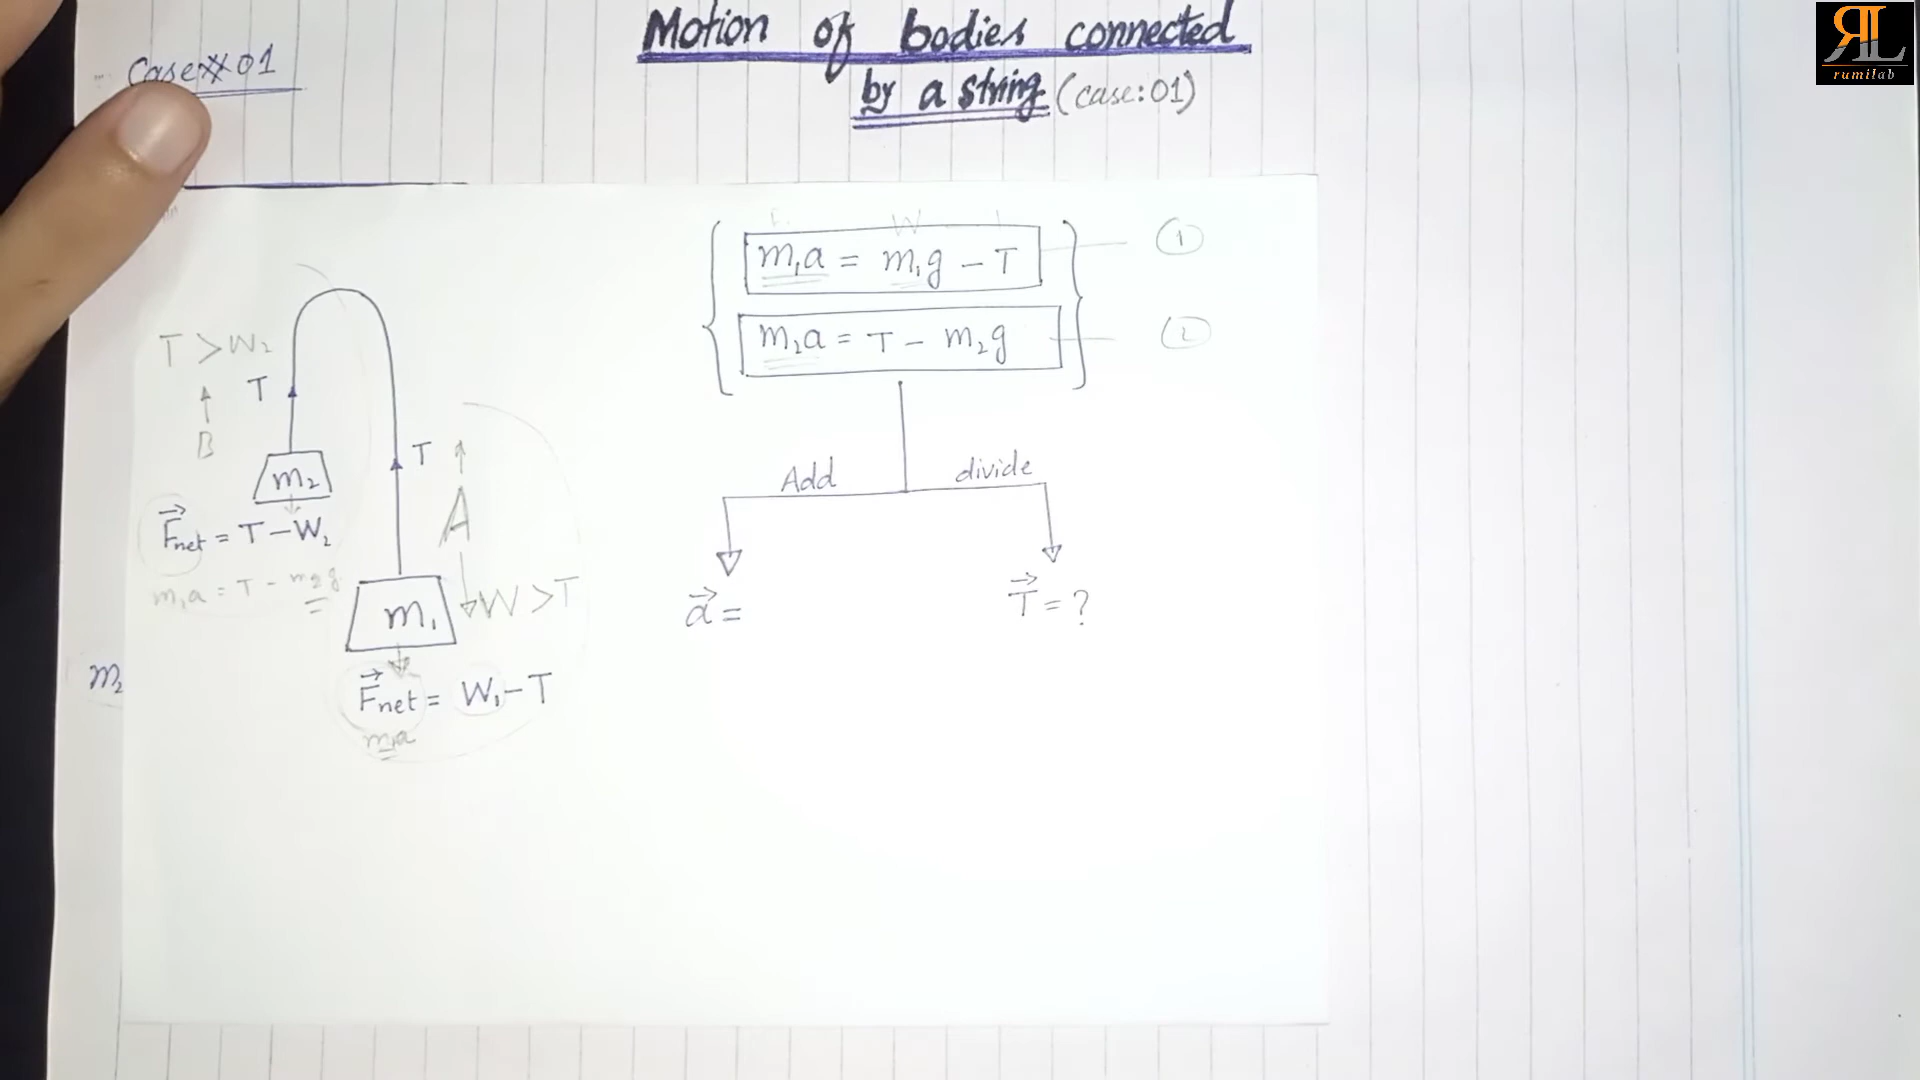 Motion of bodies connected
by a string (case:01)
Case#01
rumilab
T > W₂
T
B
m₂
F⃗net = T - W₂
m₁a = T - m₂g
T
A
W > T
m₁
F⃗net = W₁ - T
m₁a
m₂
W
m₁a = m₁g - T
1
m₂a = T - m₂g
2
Add
divide
a⃗ =
T⃗ = ?